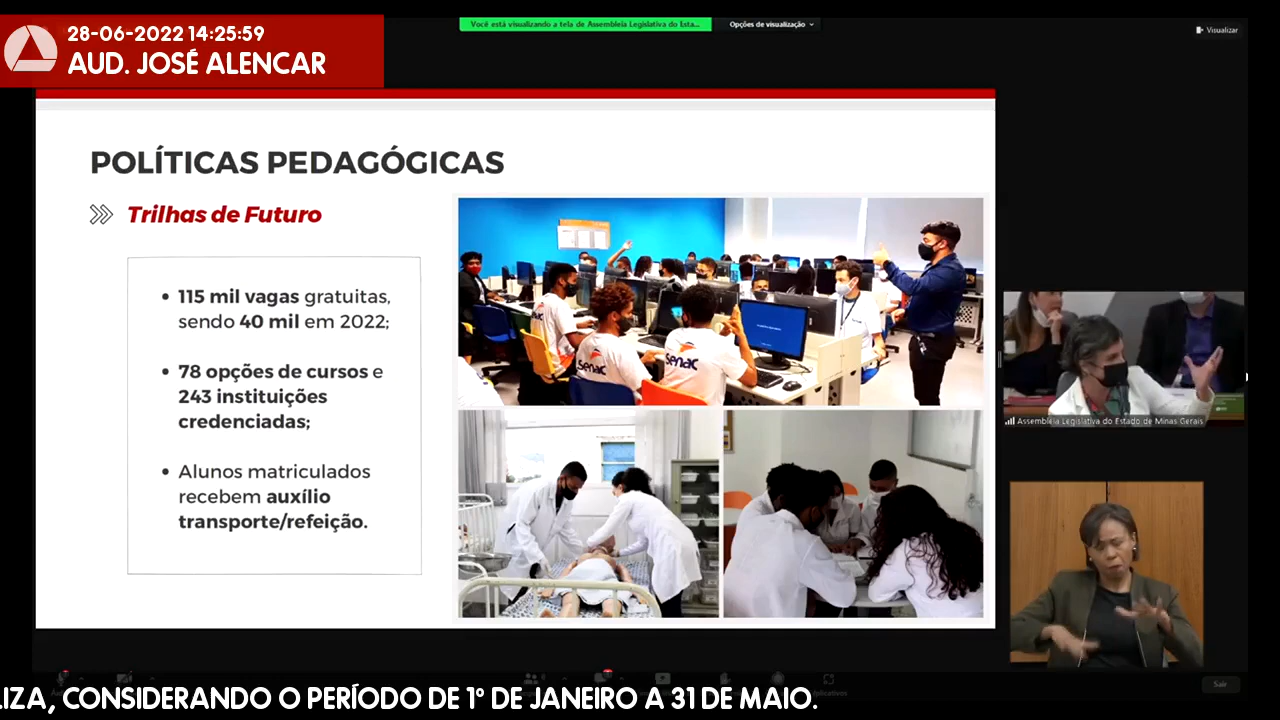 28-06-2022 14:25:59
AUD. JOSÉ ALENCAR
Você está visualizando a tela de Assembleia Legislativa do Esta...
Opções de visualização
Visualizar
POLÍTICAS PEDAGÓGICAS
Trilhas de Futuro
• 115 mil vagas gratuitas,
sendo 40 mil em 2022;
• 78 opções de cursos e
243 instituições
credenciadas;
• Alunos matriculados
recebem auxílio
transporte/refeição.
Senac
Senac
Assembleia Legislativa do Estado de Minas Gerais
Sair
LIZA, CONSIDERANDO O PERÍODO DE 1º DE JANEIRO A 31 DE MAIO.